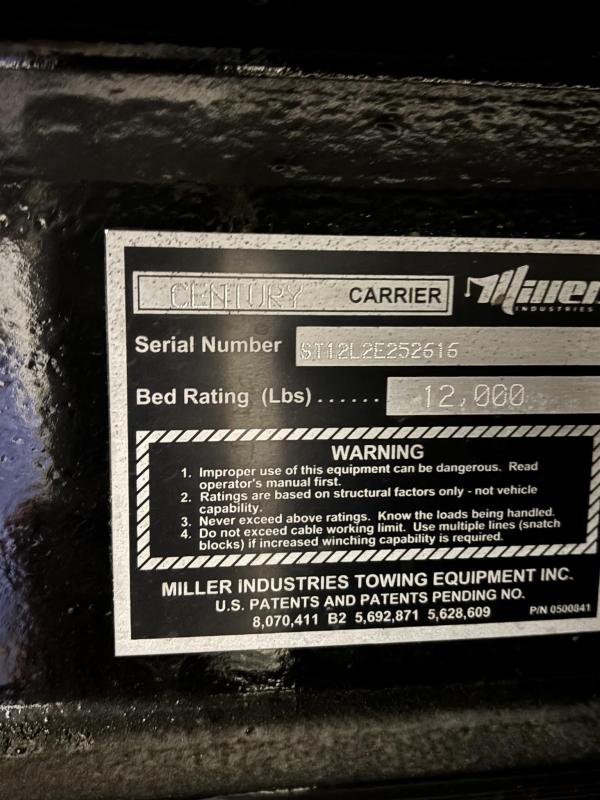 CENTURY CARRIER Miller
INDUSTRIES
Serial Number ST12L2E252616
Bed Rating (Lbs)...... 12,000
WARNING
1. Improper use of this equipment can be dangerous. Read
operator's manual first.
2. Ratings are based on structural factors only - not vehicle
capability.
3. Never exceed above ratings. Know the loads being handled.
4. Do not exceed cable working limit. Use multiple lines (snatch
blocks) if increased winching capability is required.
MILLER INDUSTRIES TOWING EQUIPMENT INC.
U.S. PATENTS AND PATENTS PENDING NO.
8,070,411 B2 5,692,871 5,628,609 P/N 0500841